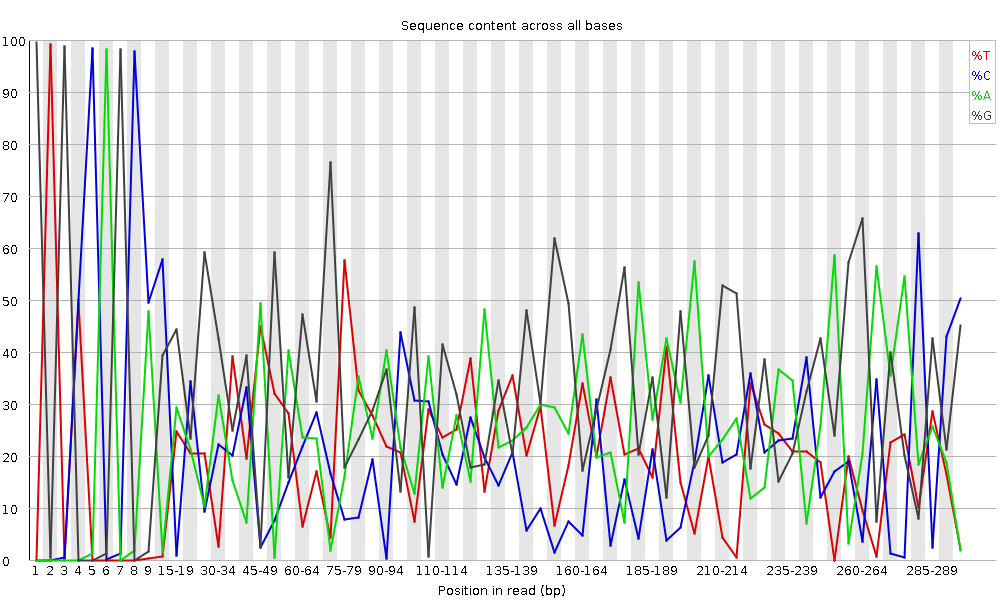 Sequence content across all bases
100
90
80
70
60
50
40
30
20
10
0
%T
%C
%A
%G
1 2 3 4 5 6 7 8 9 15-19 30-34 45-49 60-64 75-79 90-94 110-114 135-139 160-164 185-189 210-214 235-239 260-264 285-289
Position in read (bp)